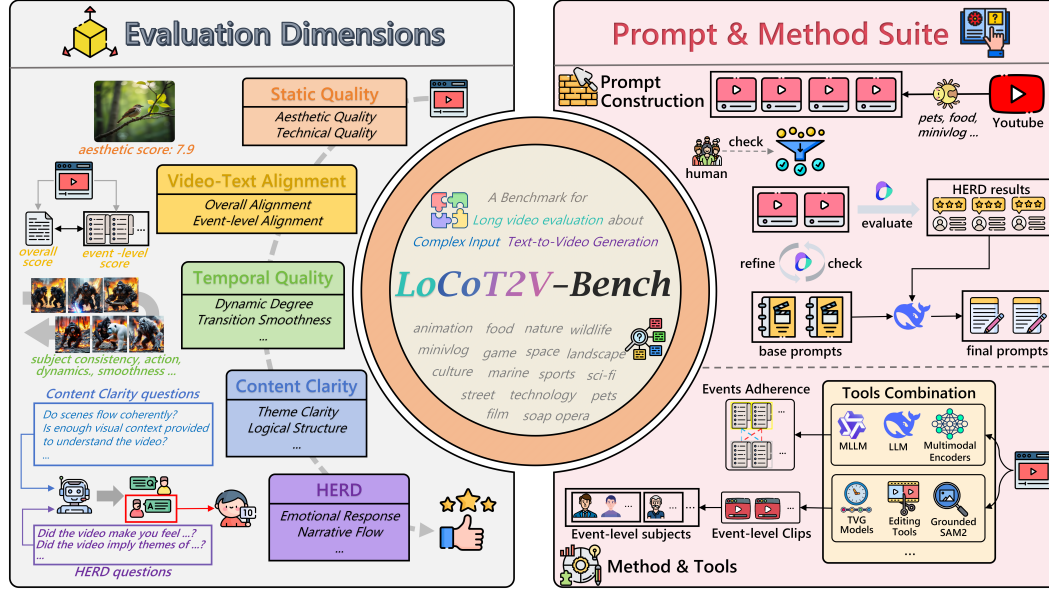 Evaluation Dimensions
aesthetic score: 7.9
Static Quality
Aesthetic Quality
Technical Quality
Video-Text Alignment
Overall Alignment
Event-level Alignment
overall
score
event -level
score
...
Temporal Quality
Dynamic Degree
Transition Smoothness
...
subject consistency, action,
dynamics., smoothness ...
Content Clarity questions
Do scenes flow coherently?
Is enough visual context provided
to understand the video?
...
Content Clarity
Theme Clarity
Logical Structure
...
Q
A
10
Did the video make you feel ...?
Did the video imply themes of ...?
...
HERD questions
HERD
Emotional Response
Narrative Flow
...
A Benchmark for
Long video evaluation about
Complex Input Text-to-Video Generation
LoCoT2V-Bench
animation food nature wildlife
minivlog game space landscape
culture marine sports sci-fi
street technology pets
film soap opera
Prompt & Method Suite
?
Prompt
Construction
pets, food,
minivlog ...
Youtube
human
check
evaluate
HERD results
refine
check
base prompts
final prompts
Events Adherence
...
...
Tools Combination
MLLM
LLM
Multimodal
Encoders
TVG
Models
Editing
Tools
Grounded
SAM2
...
... ...
Event-level subjects
...
Event-level Clips
Method & Tools